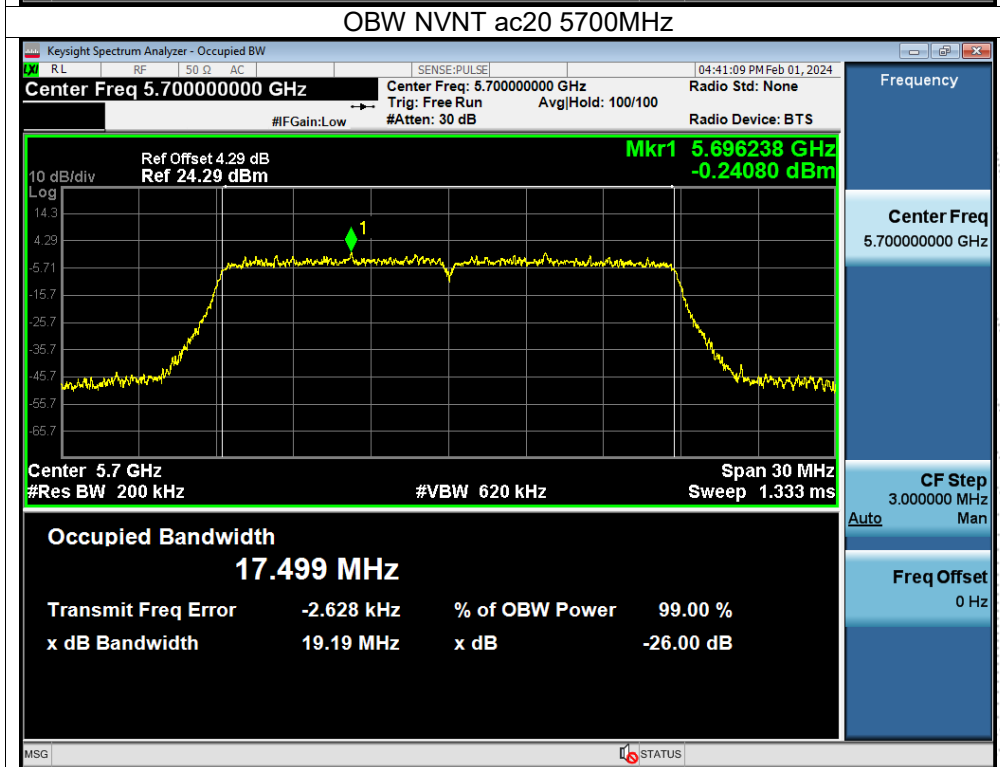 OBW NVNT ac20 5700MHz
Keysight Spectrum Analyzer - Occupied BW
LXI RL RF 50 Ω AC SENSE:PULSE 04:41:09 PM Feb 01, 2024
Center Freq 5.700000000 GHz
Center Freq: 5.700000000 GHz
Radio Std: None
Trig: Free Run Avg|Hold: 100/100
#IFGain:Low
#Atten: 30 dB
Radio Device: BTS
Mkr1 5.696238 GHz
-0.24080 dBm
Ref Offset 4.29 dB
10 dB/div Ref 24.29 dBm
Log
14.3
1
4.29
-5.71
-15.7
-25.7
-35.7
-45.7
-55.7
-65.7
Center 5.7 GHz Span 30 MHz
#Res BW 200 kHz #VBW 620 kHz Sweep 1.333 ms
Occupied Bandwidth
17.499 MHz
Transmit Freq Error -2.628 kHz % of OBW Power 99.00 %
x dB Bandwidth 19.19 MHz x dB -26.00 dB
Frequency
Center Freq
5.700000000 GHz
CF Step
3.000000 MHz
Auto Man
Freq Offset
0 Hz
MSG STATUS